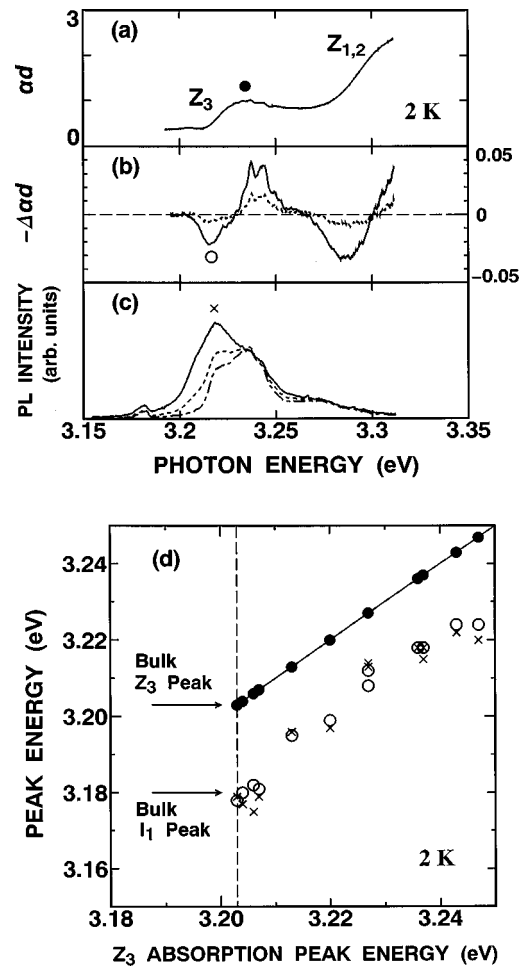 (a)
3
αd
0
Z3
Z1,2
2 K
(b)
-Δαd
0.05
0
-0.05
(c)
PL INTENSITY
(arb. units)
3.15 3.2 3.25 3.3 3.35
PHOTON ENERGY (eV)
(d)
3.24
3.22
3.20
3.18
3.16
PEAK ENERGY (eV)
Bulk
Z3 Peak
Bulk
I1 Peak
2 K
3.18 3.20 3.22 3.24
Z3 ABSORPTION PEAK ENERGY (eV)